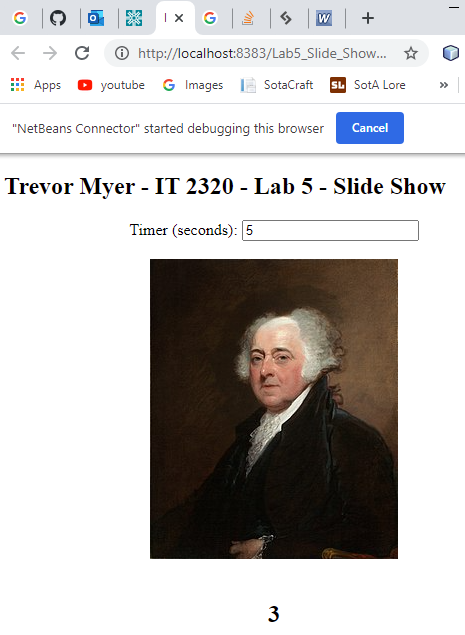 http://localhost:8383/Lab5_Slide_Show...
Apps youtube Images SotaCraft SL SotA Lore »
"NetBeans Connector" started debugging this browser Cancel
Trevor Myer - IT 2320 - Lab 5 - Slide Show
Timer (seconds): 5
3